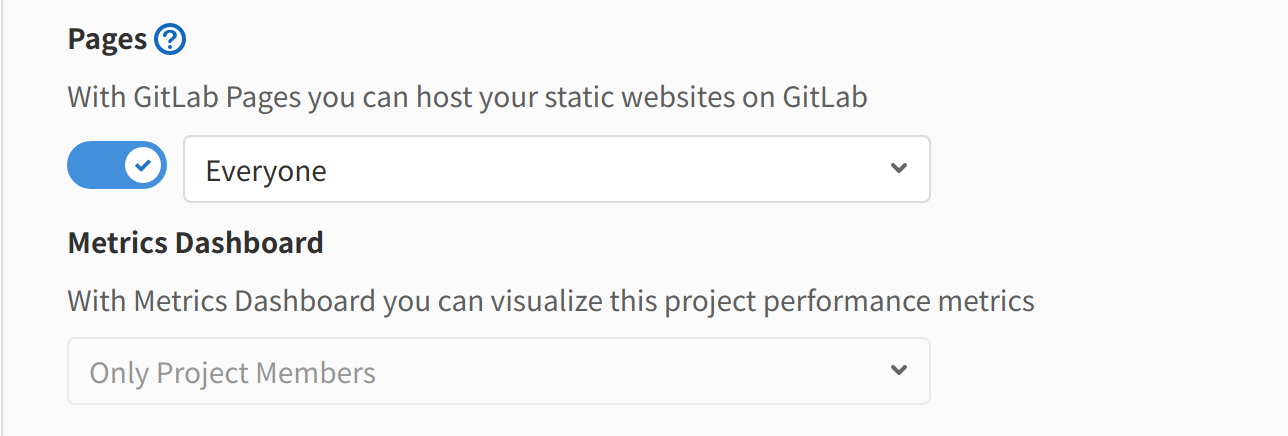 Pages
With GitLab Pages you can host your static websites on GitLab
Everyone
Metrics Dashboard
With Metrics Dashboard you can visualize this project performance metrics
Only Project Members